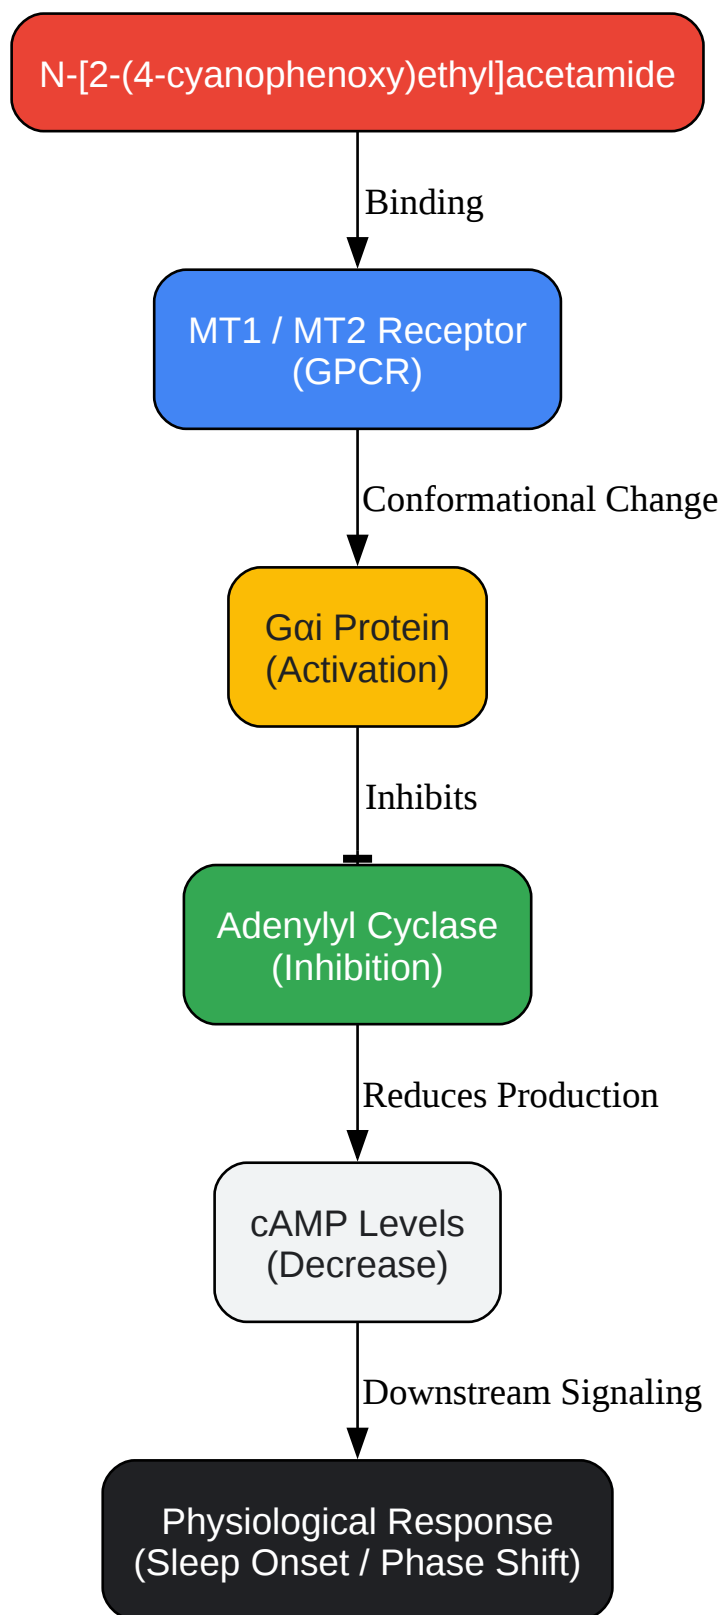 N-[2-(4-cyanophenoxy)ethyl]acetamide
Binding
MT1 / MT2 Receptor
(GPCR)
Conformational Change
Gαi Protein
(Activation)
Inhibits
Adenylyl Cyclase
(Inhibition)
Reduces Production
cAMP Levels
(Decrease)
Downstream Signaling
Physiological Response
(Sleep Onset / Phase Shift)